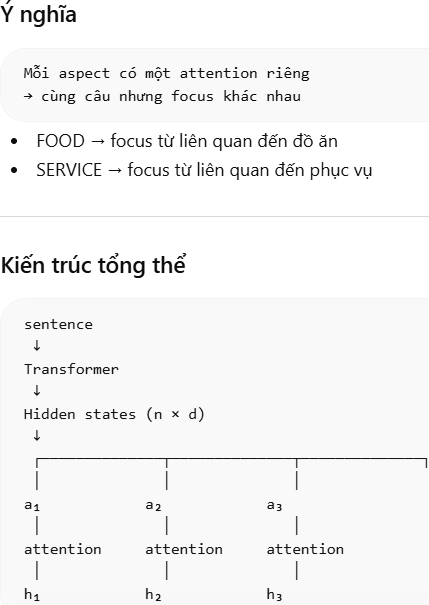 Ý nghĩa
Mỗi aspect có một attention riêng
→ cùng câu nhưng focus khác nhau
• FOOD → focus từ liên quan đến đồ ăn
• SERVICE → focus từ liên quan đến phục vụ
Kiến trúc tổng thể
sentence
↓
Transformer
↓
Hidden states (n × d)
↓
a₁ a₂ a₃
attention attention attention
h₁ h₂ h₃